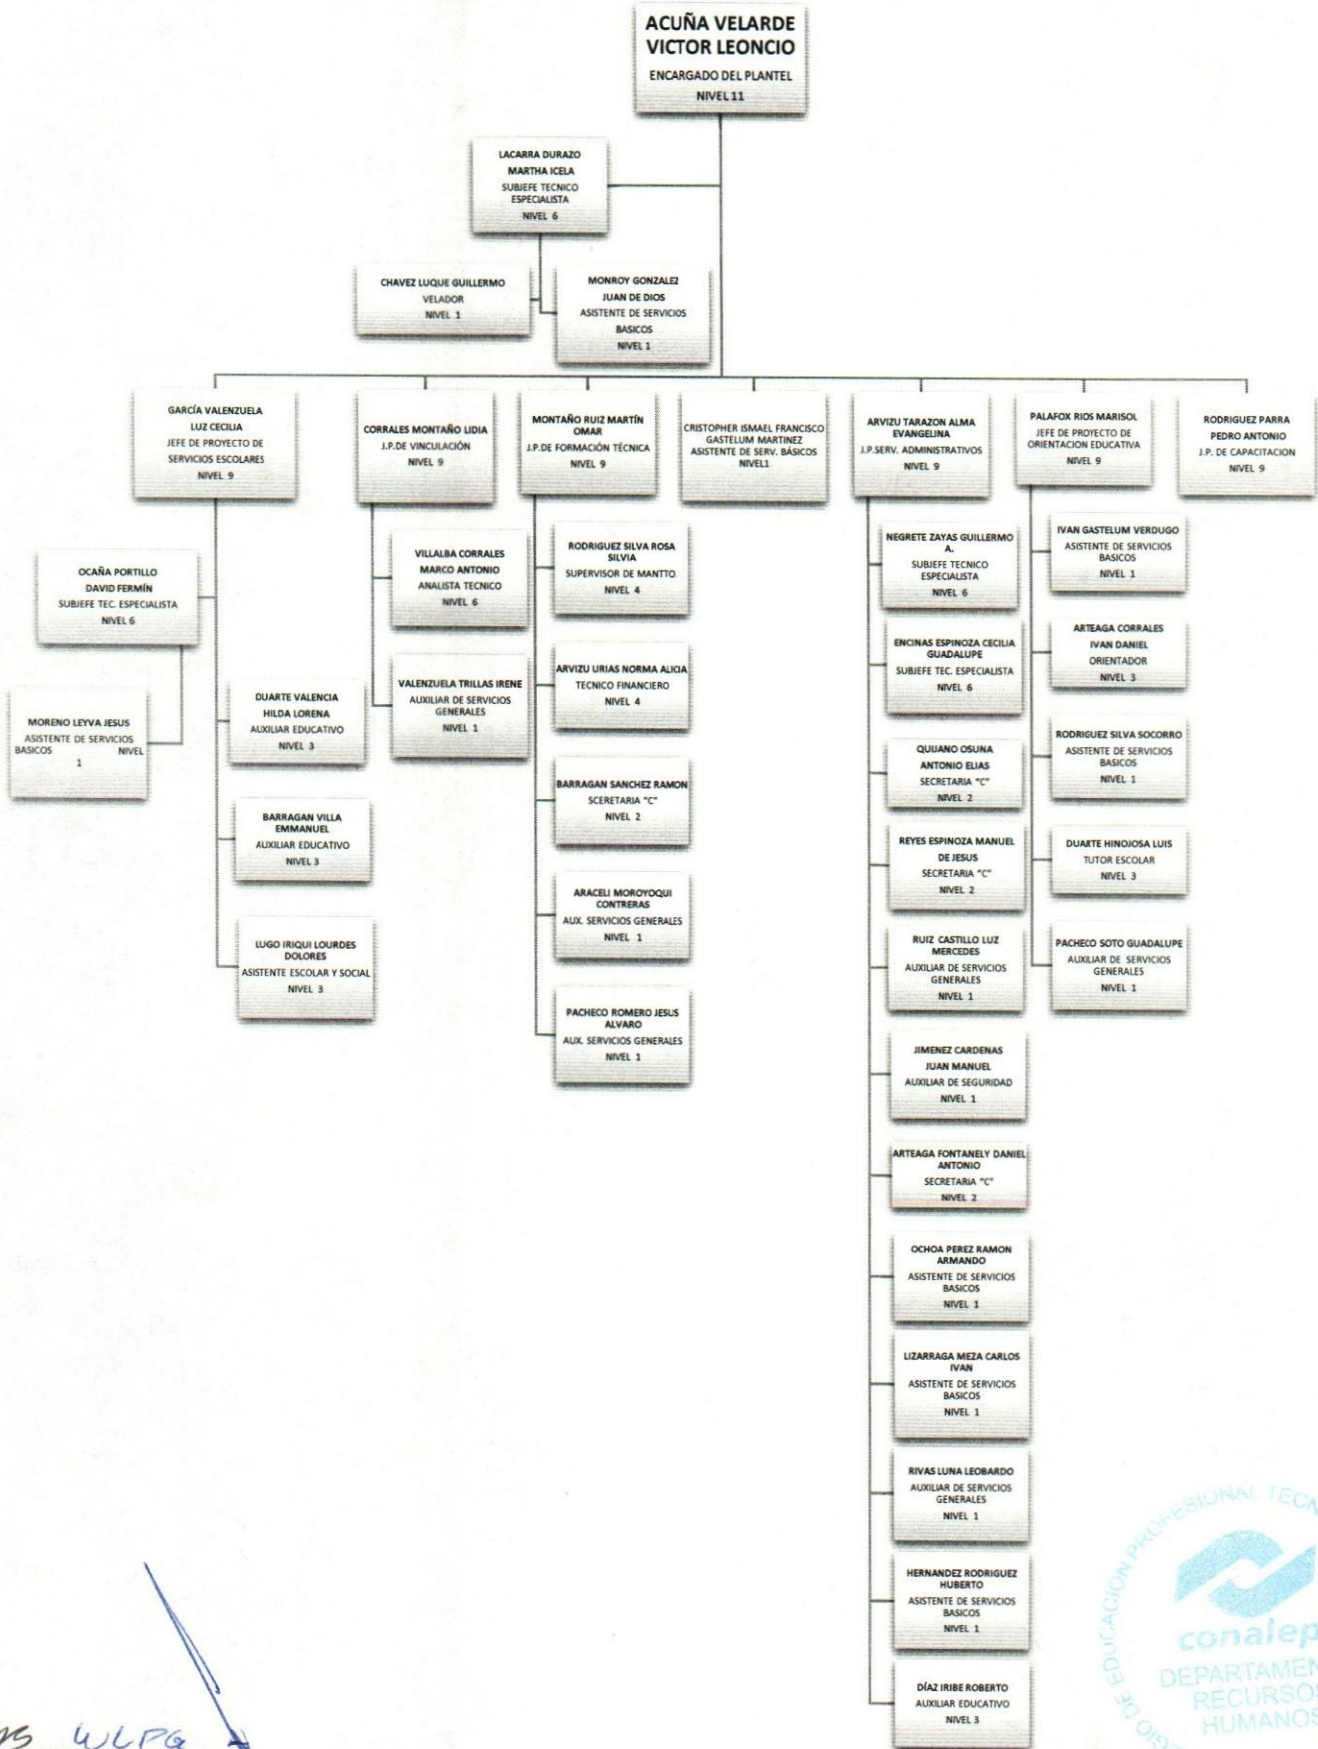 ACUÑA VELARDE
VICTOR LEONCIO
ENCARGADO DEL PLANTEL
NIVEL 11
LACARRA DURAZO
MARTHA ICELA
SUBJEFE TECNICO
ESPECIALISTA
NIVEL 6
CHAVEZ LUQUE GUILLERMO
VELADOR
NIVEL 1
MONROY GONZALEZ
JUAN DE DIOS
ASISTENTE DE SERVICIOS
BASICOS
NIVEL 1
GARCÍA VALENZUELA
LUZ CECILIA
JEFE DE PROYECTO DE
SERVICIOS ESCOLARES
NIVEL 9
OCAÑA PORTILLO
DAVID FERMÍN
SUBJEFE TEC. ESPECIALISTA
NIVEL 6
MORENO LEYVA JESUS
ASISTENTE DE SERVICIOS
BASICOS NIVEL
1
DUARTE VALENCIA
HILDA LORENA
AUXILIAR EDUCATIVO
NIVEL 3
BARRAGAN VILLA
EMMANUEL
AUXILIAR EDUCATIVO
NIVEL 3
LUGO IRIQUI LOURDES
DOLORES
ASISTENTE ESCOLAR Y SOCIAL
NIVEL 3
CORRALES MONTAÑO LIDIA
J.P.DE VINCULACIÓN
NIVEL 9
VILLALBA CORRALES
MARCO ANTONIO
ANALISTA TECNICO
NIVEL 6
VALENZUELA TRILLAS IRENE
AUXILIAR DE SERVICIOS
GENERALES
NIVEL 1
MONTAÑO RUIZ MARTÍN
OMAR
J.P.DE FORMACIÓN TÉCNICA
NIVEL 9
RODRIGUEZ SILVA ROSA
SILVIA
SUPERVISOR DE MANTTO
NIVEL 4
ARVIZU URIAS NORMA ALICIA
TECNICO FINANCIERO
NIVEL 4
BARRAGAN SANCHEZ RAMON
SCERETARIA "C"
NIVEL 2
ARACELI MOROYOQUI
CONTRERAS
AUX. SERVICIOS GENERALES
NIVEL 1
PACHECO ROMERO JESUS
ALVARO
AUX. SERVICIOS GENERALES
NIVEL 1
CRISTOPHER ISMAEL FRANCISCO
GASTELUM MARTINEZ
ASISTENTE DE SERV. BÁSICOS
NIVEL1
ARVIZU TARAZON ALMA
EVANGELINA
J.P.SERV. ADMINISTRATIVOS
NIVEL 9
NEGRETE ZAYAS GUILLERMO
A.
SUBJEFE TECNICO
ESPECIALISTA
NIVEL 6
ENCINAS ESPINOZA CECILIA
GUADALUPE
SUBJEFE TEC. ESPECIALISTA
NIVEL 6
QUIJANO OSUNA
ANTONIO ELIAS
SECRETARIA "C"
NIVEL 2
REYES ESPINOZA MANUEL
DE JESUS
SECRETARIA "C"
NIVEL 2
RUIZ CASTILLO LUZ
MERCEDES
AUXILIAR DE SERVICIOS
GENERALES
NIVEL 1
JIMENEZ CARDENAS
JUAN MANUEL
AUXILIAR DE SEGURIDAD
NIVEL 1
ARTEAGA FONTANELY DANIEL
ANTONIO
SECRETARIA "C"
NIVEL 2
OCHOA PEREZ RAMON
ARMANDO
ASISTENTE DE SERVICIOS
BASICOS
NIVEL 1
LIZARRAGA MEZA CARLOS
IVAN
ASISTENTE DE SERVICIOS
BASICOS
NIVEL 1
RIVAS LUNA LEOBARDO
AUXILIAR DE SERVICIOS
GENERALES
NIVEL 1
HERNANDEZ RODRIGUEZ
HUBERTO
ASISTENTE DE SERVICIOS
BASICOS
NIVEL 1
DÍAZ IRIBE ROBERTO
AUXILIAR EDUCATIVO
NIVEL 3
PALAFOX RIOS MARISOL
JEFE DE PROYECTO DE
ORIENTACION EDUCATIVA
NIVEL 9
IVAN GASTELUM VERDUGO
ASISTENTE DE SERVICIOS
BASICOS
NIVEL 1
ARTEAGA CORRALES
IVAN DANIEL
ORIENTADOR
NIVEL 3
RODRIGUEZ SILVA SOCORRO
ASISTENTE DE SERVICIOS
BASICOS
NIVEL 1
DUARTE HINOJOSA LUIS
TUTOR ESCOLAR
NIVEL 3
PACHECO SOTO GUADALUPE
AUXILIAR DE SERVICIOS
GENERALES
NIVEL 1
RODRIGUEZ PARRA
PEDRO ANTONIO
J.P. DE CAPACITACION
NIVEL 9
EGIO DE EDUCACION PROFESIONAL TECN
conalep
DEPARTAMEN
RECURSOS
HUMANOS